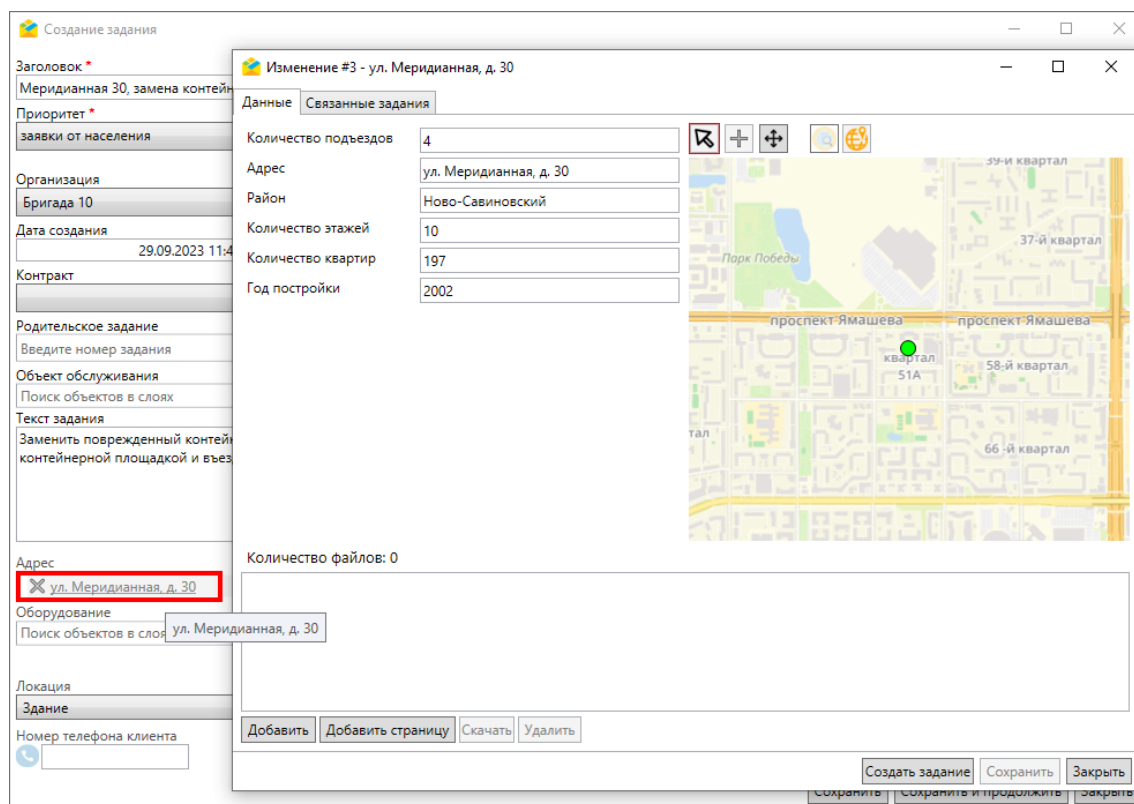 Создание задания
Заголовок *
Меридианная 30, замена контейн
Приоритет *
заявки от населения
Организация
Бригада 10
Дата создания
29.09.2023 11:4
Контракт
Родительское задание
Введите номер задания
Объект обслуживания
Поиск объектов в слоях
Текст задания
Заменить поврежденный контейн
контейнерной площадкой и въез
Адрес
ул. Меридианная, д. 30
Оборудование
Поиск объектов в слоя
ул. Меридианная, д. 30
Локация
Здание
Номер телефона клиента
Изменение #3 - ул. Меридианная, д. 30
Данные Связанные задания
Количество подъездов 4
Адрес ул. Меридианная, д. 30
Район Ново-Савиновский
Количество этажей 10
Количество квартир 197
Год постройки 2002
39-й квартал
37-й квартал
Парк Победы
проспект Ямашева проспект Ямашева
квартал
51А
58-й квартал
тал
66-й квартал
Количество файлов: 0
Добавить Добавить страницу Скачать Удалить
Создать задание Сохранить Закрыть
Сохранить Сохранить и продолжить Закрыть